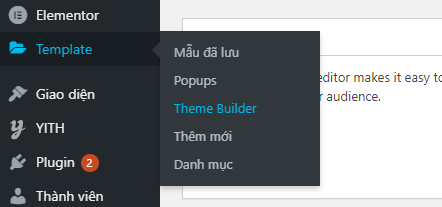 Elementor
Template
Mẫu đã lưu
Popups
Theme Builder
Thêm mới
Danh mục
Giao diện
YITH
Plugin 2
Thành viên
editor makes it easy to
audience.